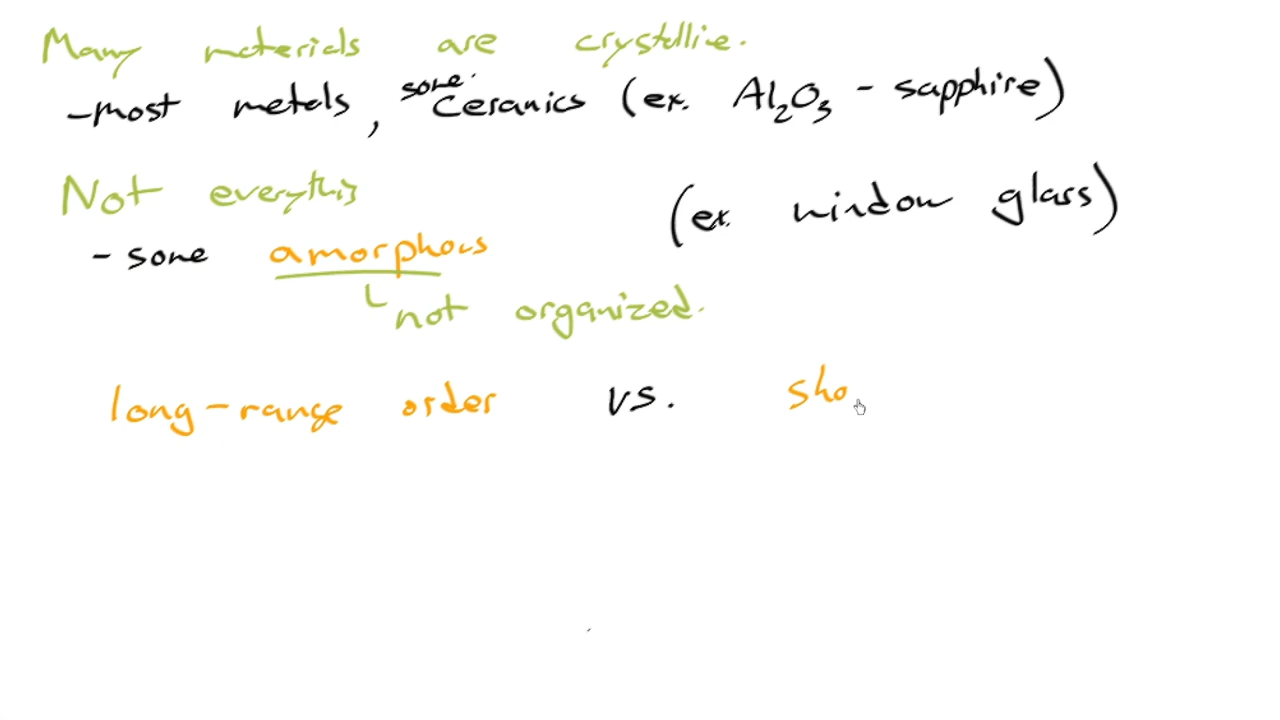 Many materials are crystalline.
-most metals, some ceramics (ex. Al₂O₃ - sapphire)
Not everything (ex. window glass)
- some amorphous
not organized.
long-range order vs. sho